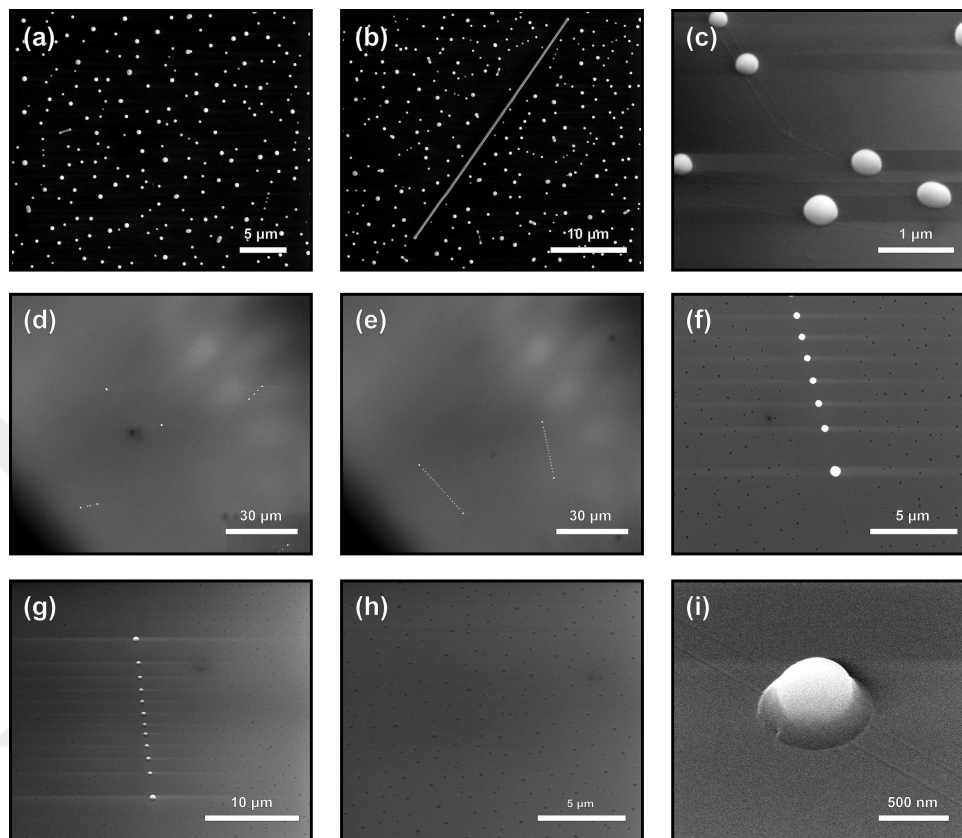 (a)
5 µm
(b)
10 µm
(c)
1 µm
(d)
30 µm
(e)
30 µm
(f)
5 µm
(g)
10 µm
(h)
5 µm
(i)
500 nm